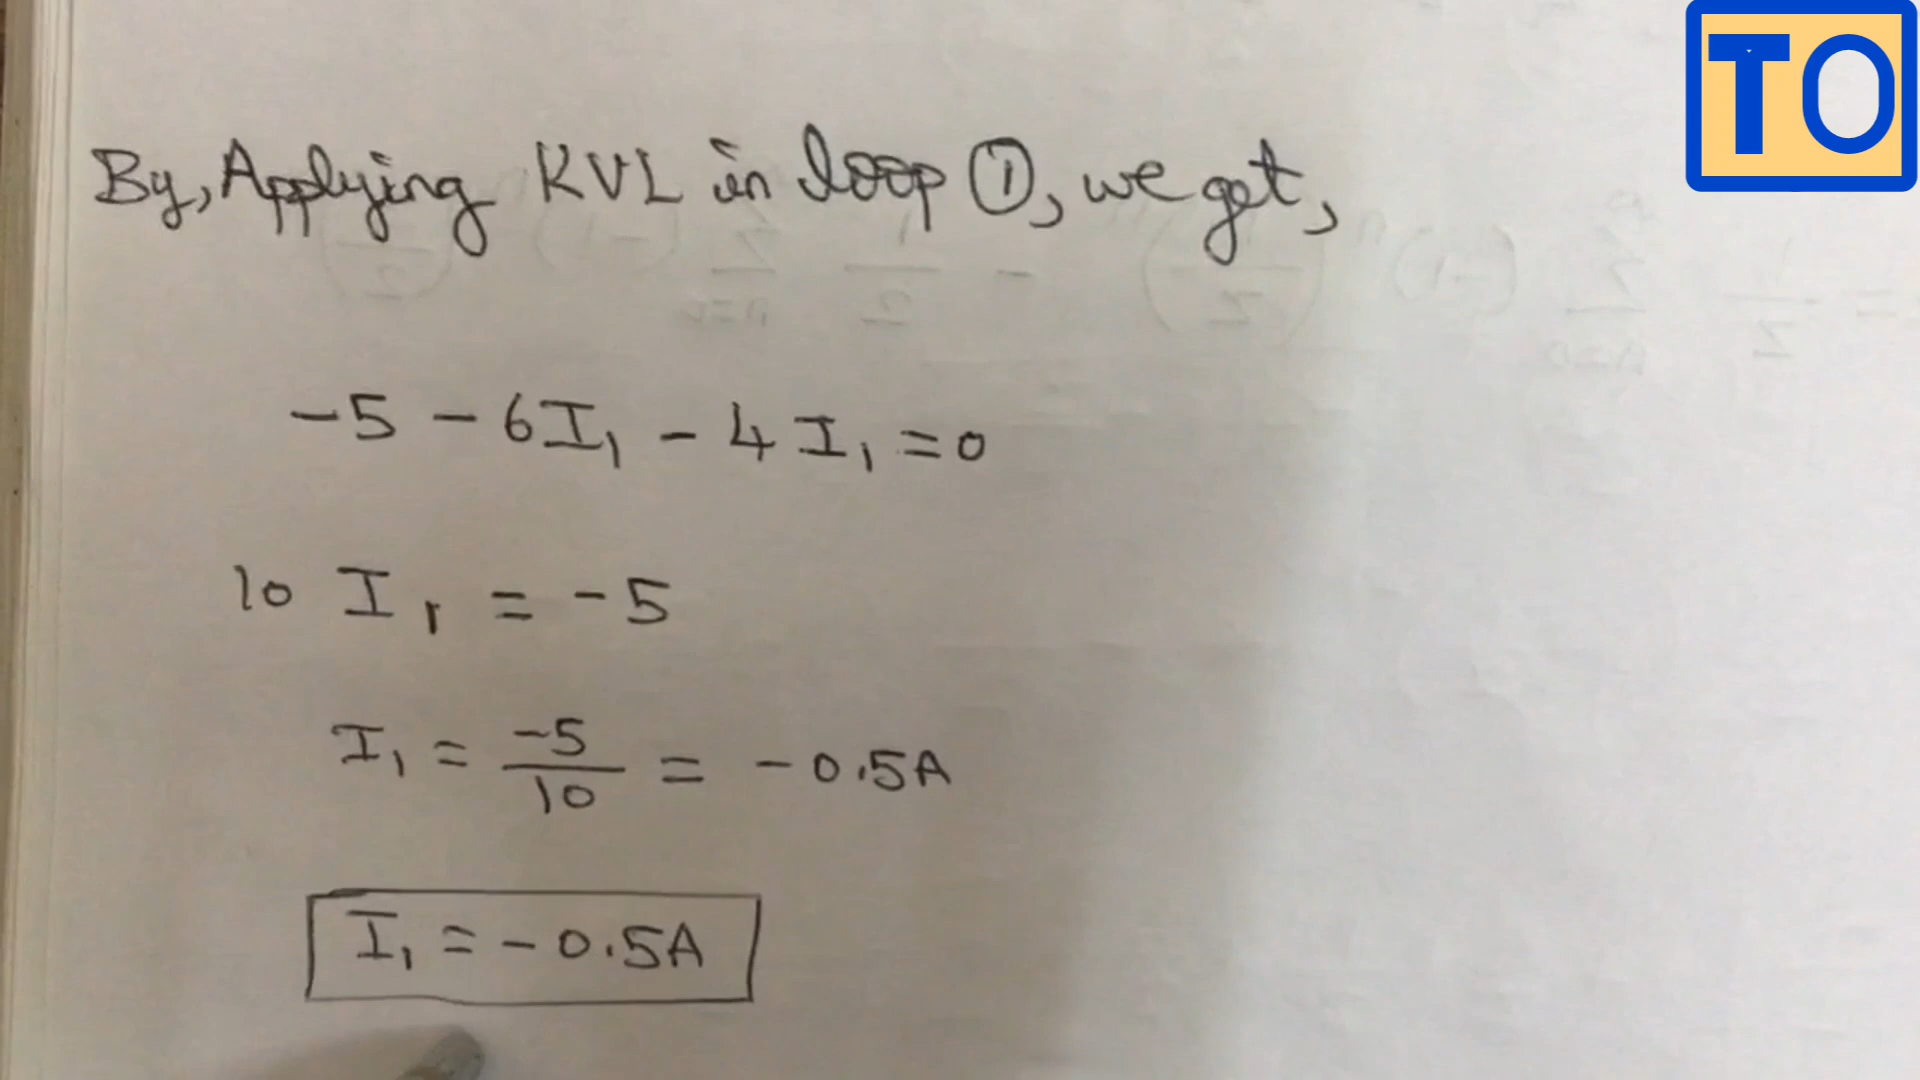 TO
By, Applying KVL in loop ①, we get,
-5 - 6I₁ - 4I₁ = 0
10 I₁ = -5
I₁ = -5/10 = -0.5A
I₁ = -0.5A